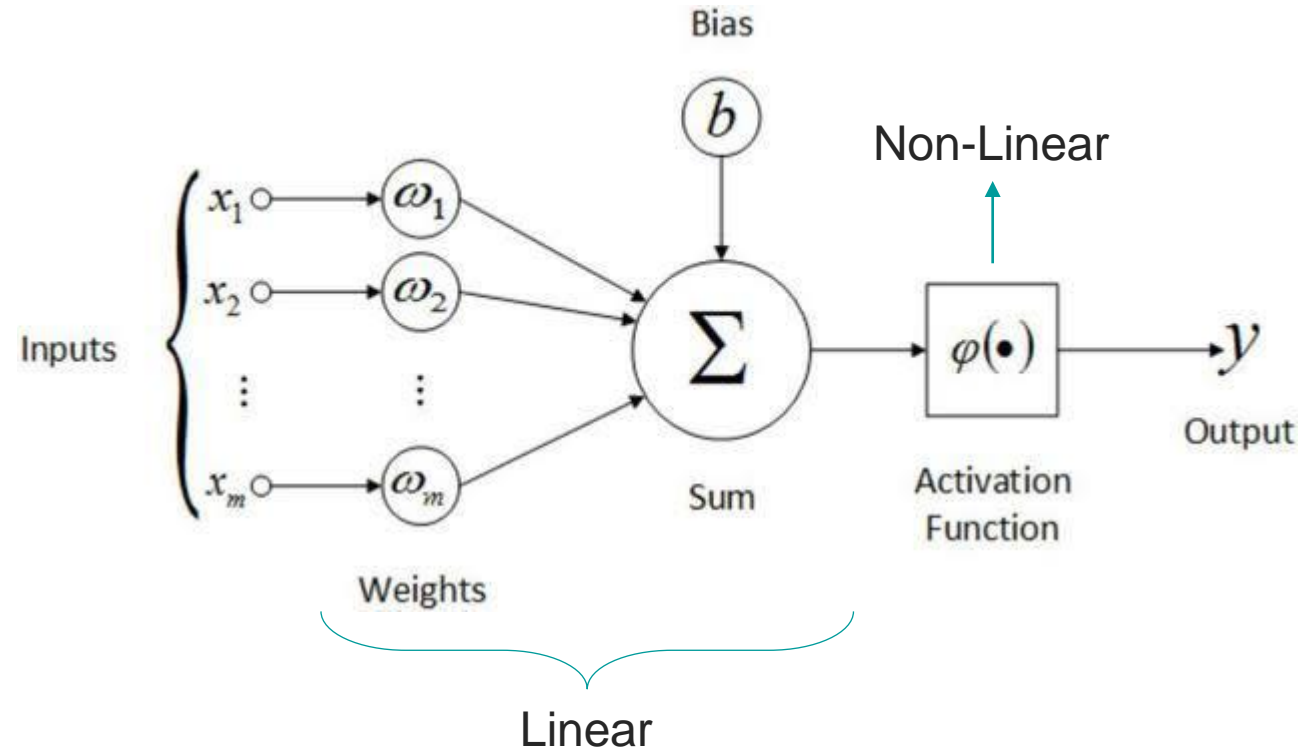 Bias
b
Non-Linear
x₁
ω₁
x₂
ω₂
Inputs
Σ
φ(•)
y
⋮
⋮
Output
xₘ
ωₘ
Sum
Activation
Function
Weights
Linear